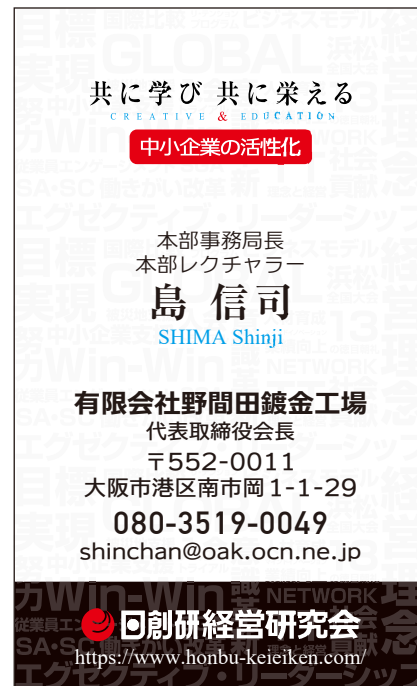 共に学び 共に栄える
CREATIVE & EDUCATION
中小企業の活性化
本部事務局長
本部レクチャラー
島 信司
SHIMA Shinji
有限会社野間田鍍金工場
代表取締役会長
〒552-0011
大阪市港区南市岡1-1-29
080-3519-0049
shinchan@oak.ocn.ne.jp
日創研経営研究会
https://www.honbu-keieiken.com/